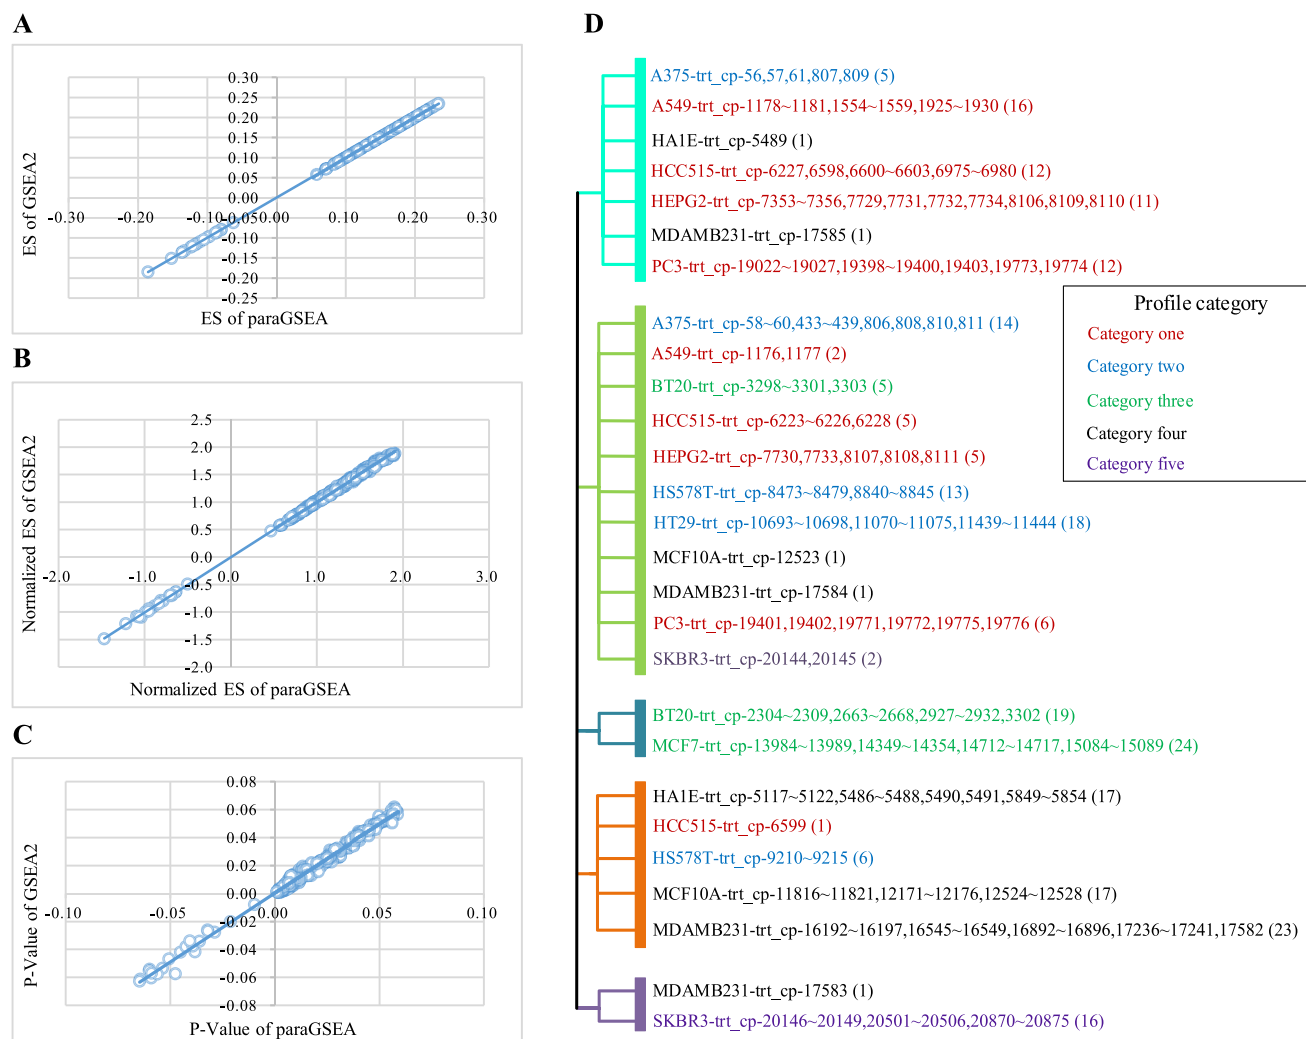 A
0.30
0.25
0.20
0.15
0.10
0.05
0.00
-0.30 -0.20 -0.10 0.00 0.10 0.20 0.30
-0.05
-0.10
-0.15
-0.20
-0.25
ES of GSEA2
ES of paraGSEA
B
2.5
2.0
1.5
1.0
0.5
0.0
-2.0 -1.0 0.0 1.0 2.0 3.0
-0.5
-1.0
-1.5
-2.0
Normalized ES of GSEA2
Normalized ES of paraGSEA
C
0.08
0.06
0.04
0.02
0.00
-0.10 -0.05 0.00 0.05 0.10
-0.02
-0.04
-0.06
-0.08
P-Value of GSEA2
P-Value of paraGSEA
D
A375-trt_cp-56,57,61,807,809 (5)
A549-trt_cp-1178~1181,1554~1559,1925~1930 (16)
HA1E-trt_cp-5489 (1)
HCC515-trt_cp-6227,6598,6600~6603,6975~6980 (12)
HEPG2-trt_cp-7353~7356,7729,7731,7732,7734,8106,8109,8110 (11)
MDAMB231-trt_cp-17585 (1)
PC3-trt_cp-19022~19027,19398~19400,19403,19773,19774 (12)
A375-trt_cp-58~60,433~439,806,808,810,811 (14)
A549-trt_cp-1176,1177 (2)
BT20-trt_cp-3298~3301,3303 (5)
HCC515-trt_cp-6223~6226,6228 (5)
HEPG2-trt_cp-7730,7733,8107,8108,8111 (5)
HS578T-trt_cp-8473~8479,8840~8845 (13)
HT29-trt_cp-10693~10698,11070~11075,11439~11444 (18)
MCF10A-trt_cp-12523 (1)
MDAMB231-trt_cp-17584 (1)
PC3-trt_cp-19401,19402,19771,19772,19775,19776 (6)
SKBR3-trt_cp-20144,20145 (2)
BT20-trt_cp-2304~2309,2663~2668,2927~2932,3302 (19)
MCF7-trt_cp-13984~13989,14349~14354,14712~14717,15084~15089 (24)
HA1E-trt_cp-5117~5122,5486~5488,5490,5491,5849~5854 (17)
HCC515-trt_cp-6599 (1)
HS578T-trt_cp-9210~9215 (6)
MCF10A-trt_cp-11816~11821,12171~12176,12524~12528 (17)
MDAMB231-trt_cp-16192~16197,16545~16549,16892~16896,17236~17241,17582 (23)
MDAMB231-trt_cp-17583 (1)
SKBR3-trt_cp-20146~20149,20501~20506,20870~20875 (16)
Profile category
Category one
Category two
Category three
Category four
Category five